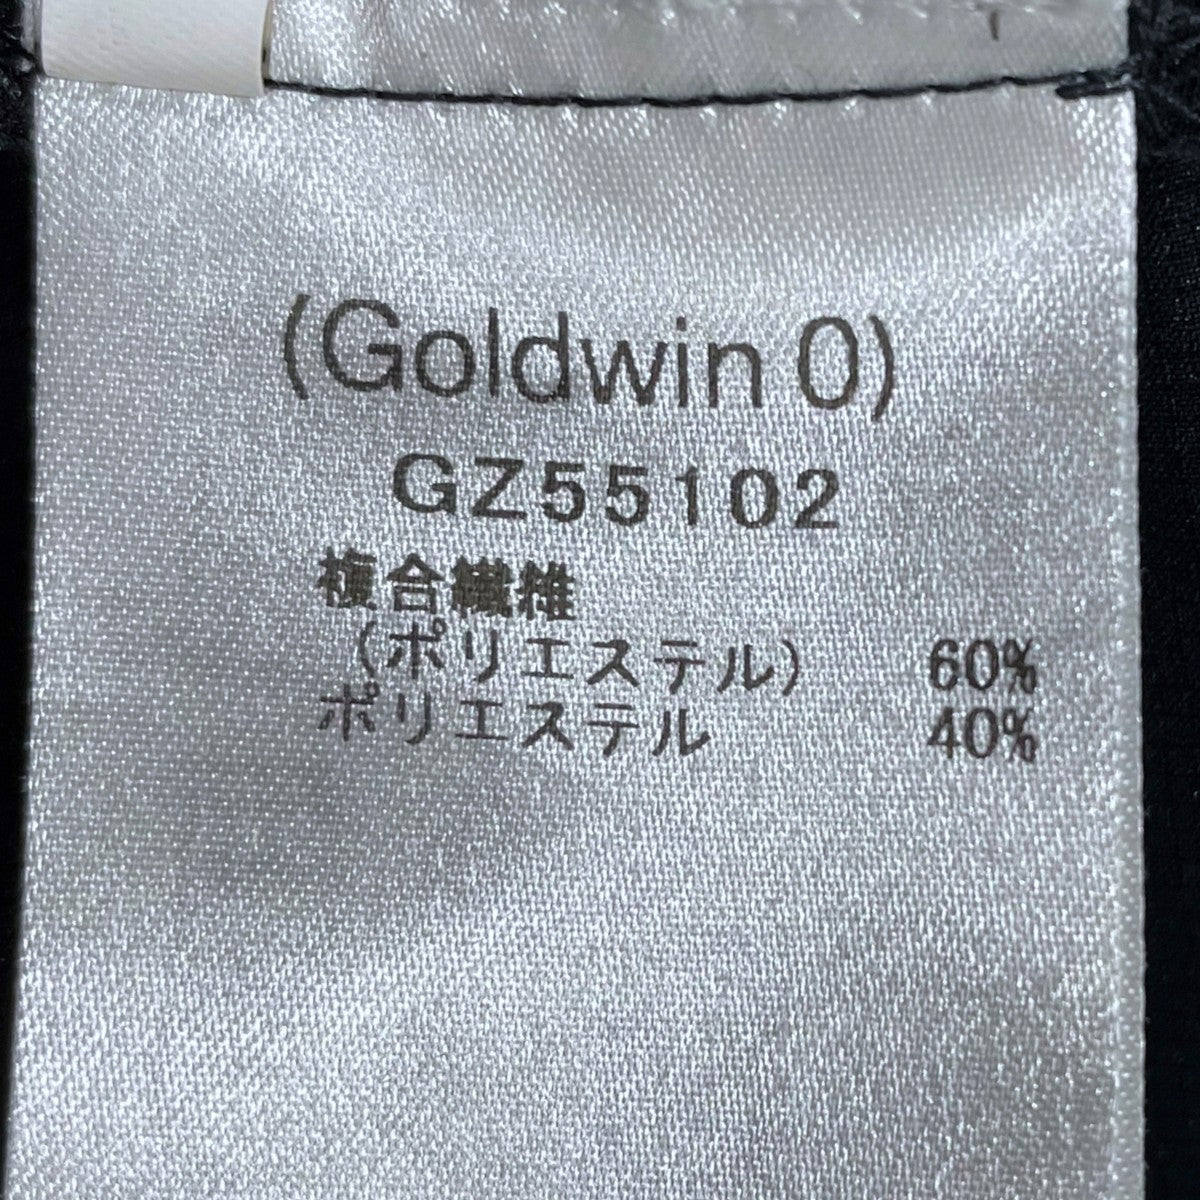 (Goldwin 0)
GZ55102
複合繊維
(ポリエステル) 60%
ポリエステル 40%